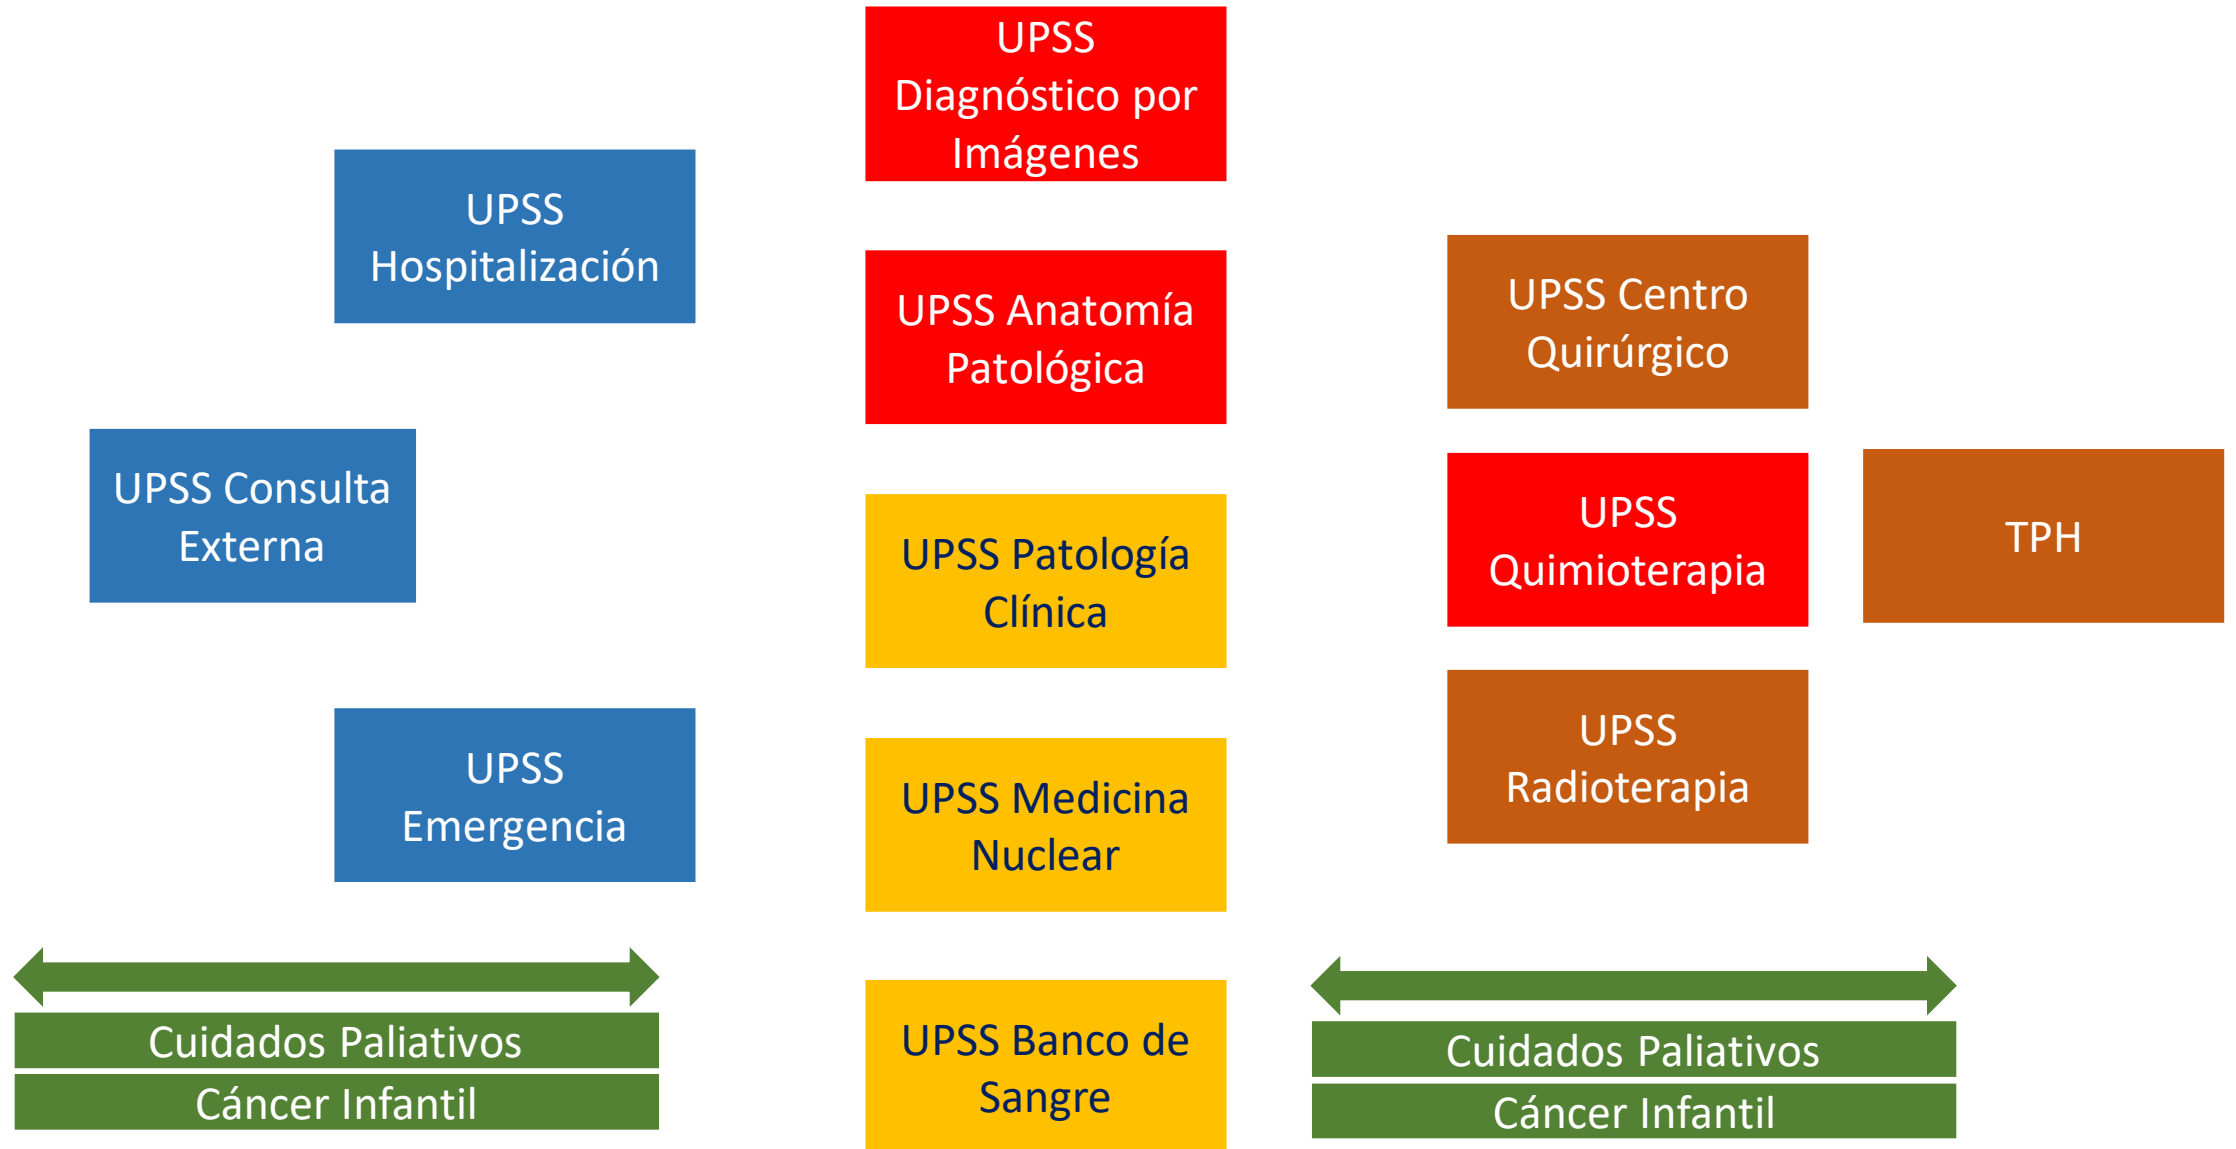 UPSS
Hospitalización
UPSS Consulta
Externa
UPSS
Emergencia
Cuidados Paliativos
Cáncer Infantil
UPSS
Diagnóstico por
Imágenes
UPSS Anatomía
Patológica
UPSS Patología
Clínica
UPSS Medicina
Nuclear
UPSS Banco de
Sangre
UPSS Centro
Quirúrgico
UPSS
Quimioterapia
UPSS
Radioterapia
TPH
Cuidados Paliativos
Cáncer Infantil